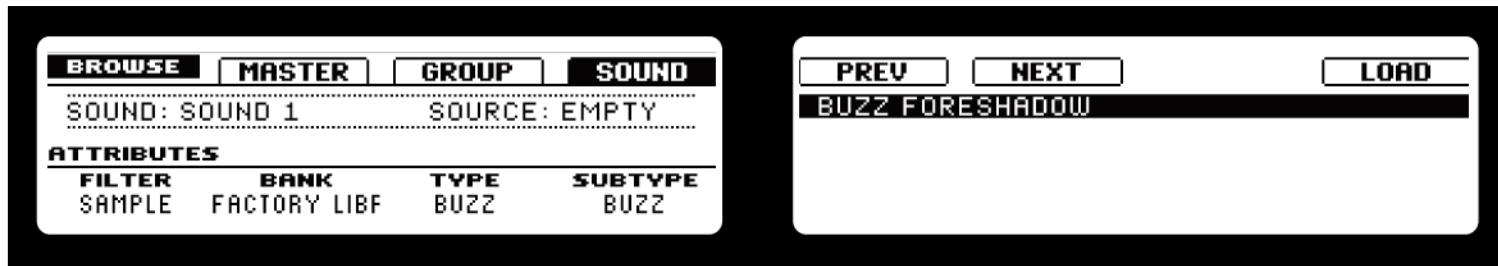 BROWSE MASTER GROUP SOUND
SOUND: SOUND 1 SOURCE: EMPTY
ATTRIBUTES
FILTER BANK TYPE SUBTYPE
SAMPLE FACTORY LIBF BUZZ BUZZ
PREV NEXT LOAD
BUZZ FORESHADOW